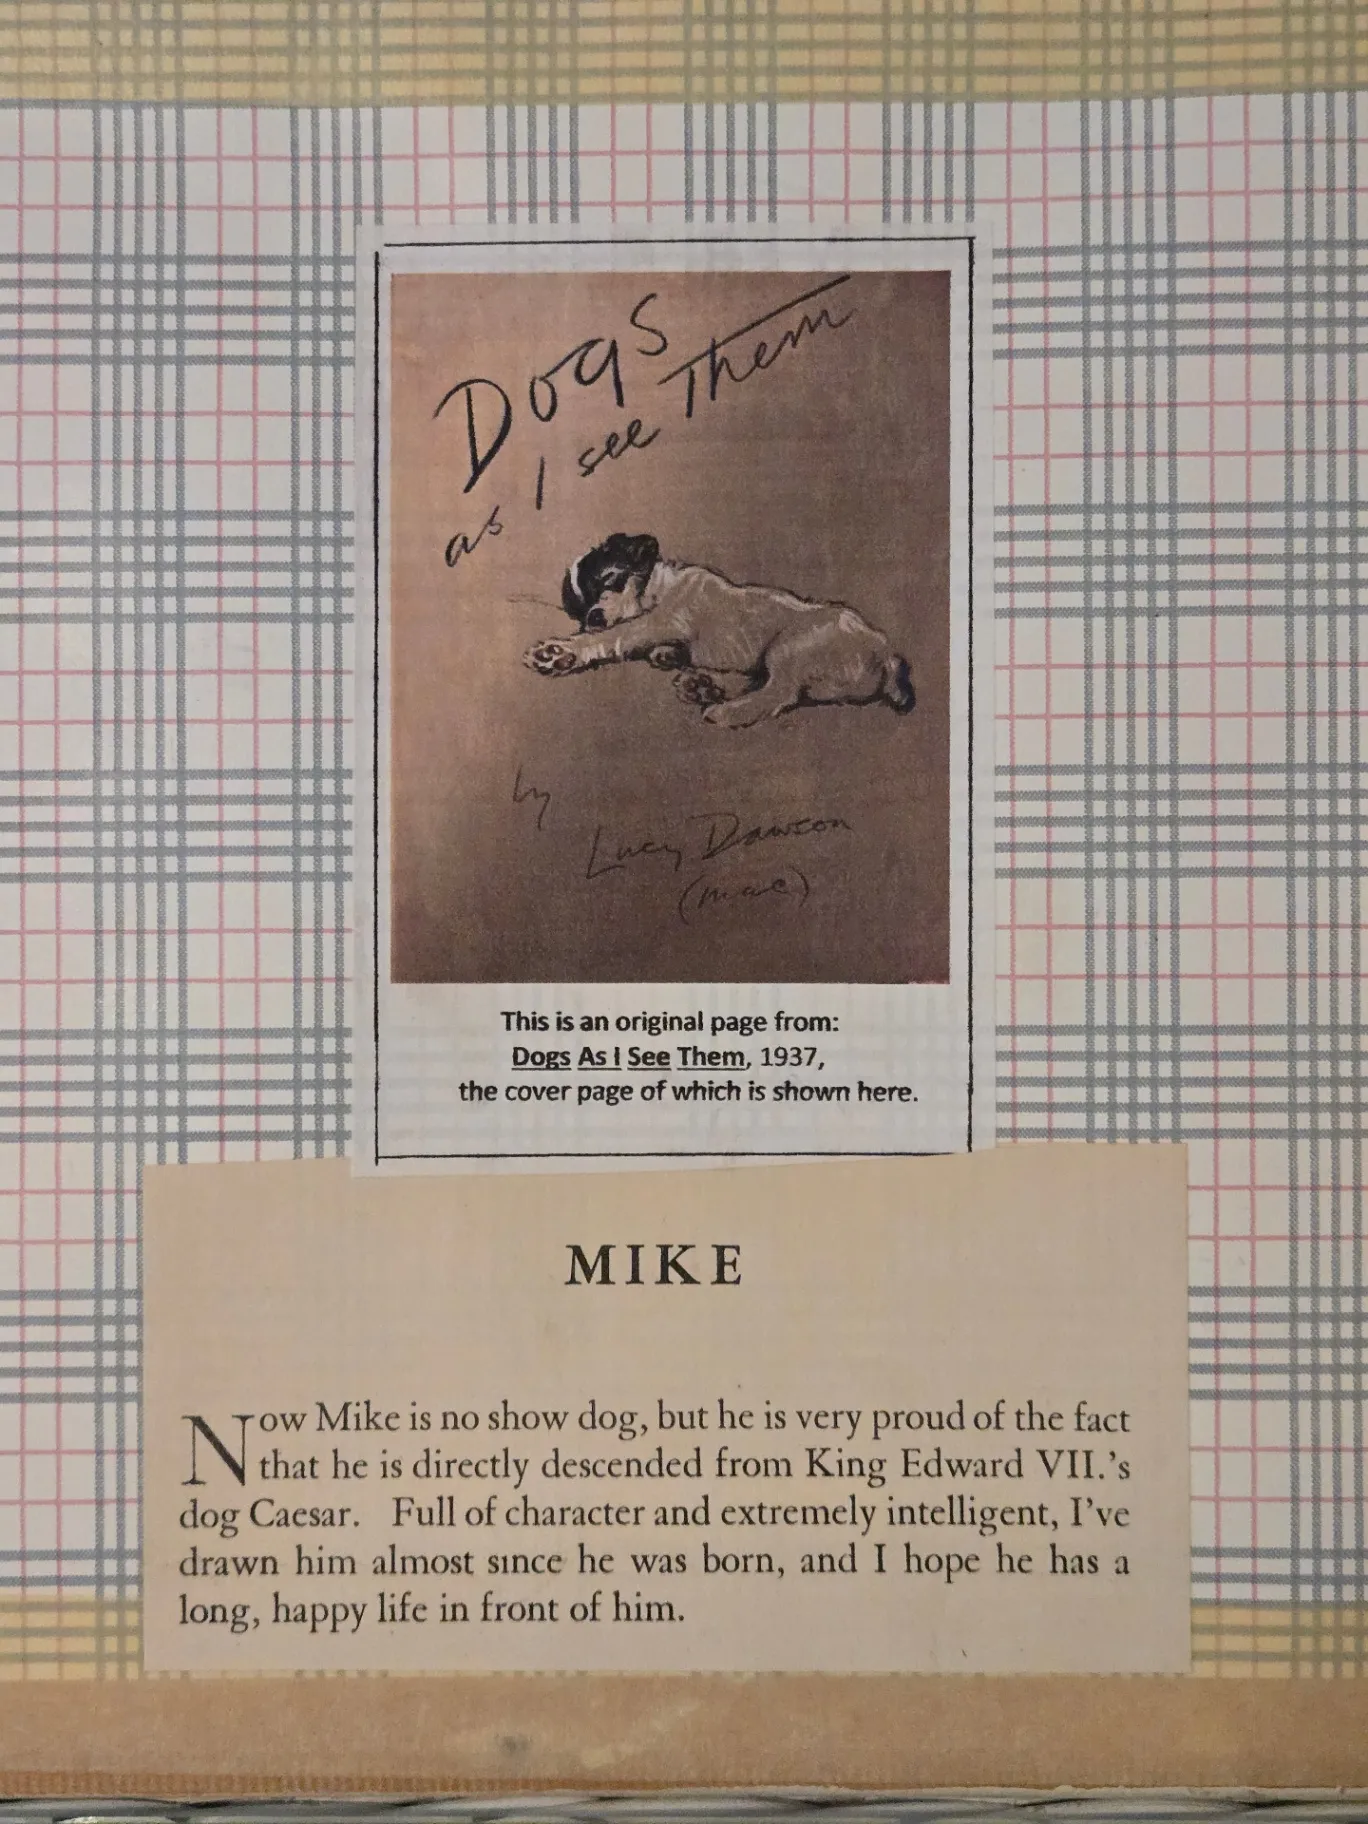 Dogs
as I see Them
by
Lucy Dawson
(mac)
This is an original page from:
Dogs As I See Them, 1937,
the cover page of which is shown here.
MIKE
Now Mike is no show dog, but he is very proud of the fact
that he is directly descended from King Edward VII.'s
dog Caesar. Full of character and extremely intelligent, I've
drawn him almost since he was born, and I hope he has a
long, happy life in front of him.